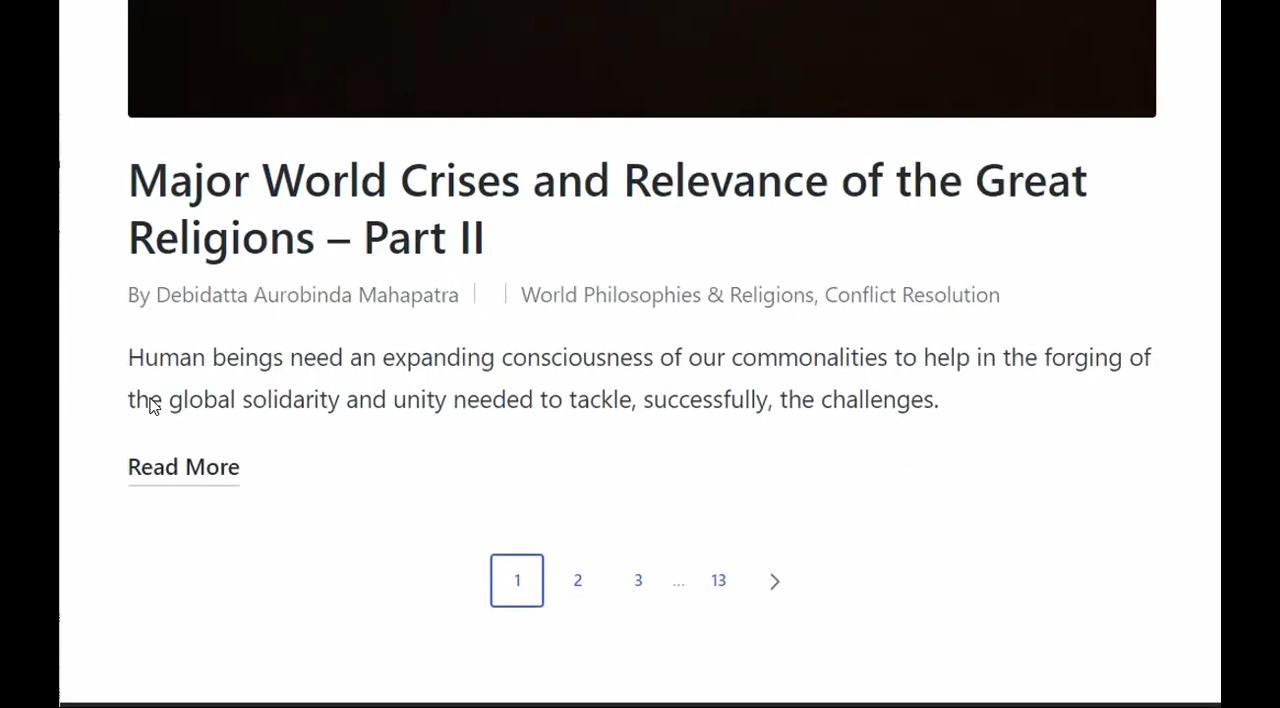 Major World Crises and Relevance of the Great
Religions – Part II
By Debidatta Aurobinda Mahapatra World Philosophies & Religions, Conflict Resolution
Human beings need an expanding consciousness of our commonalities to help in the forging of
the global solidarity and unity needed to tackle, successfully, the challenges.
Read More
1 2 3 ... 13